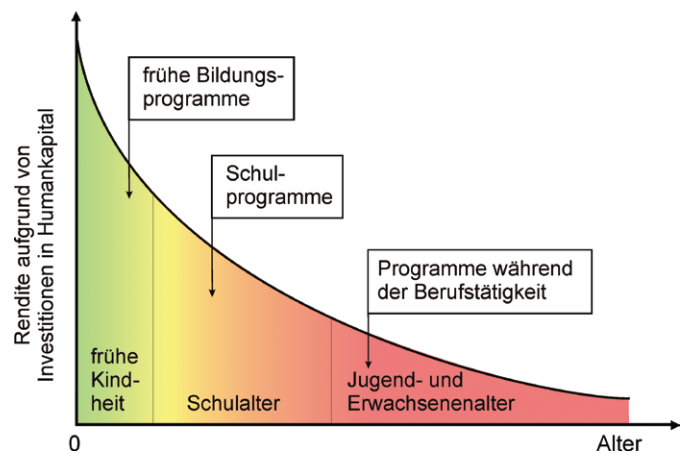 Rendite aufgrund von
Investitionen in Humankapital
frühe Bildungs-
programme
Schul-
programme
Programme während
der Berufstätigkeit
frühe
Kind-
heit
Schulalter
Jugend- und
Erwachsenenalter
0
Alter